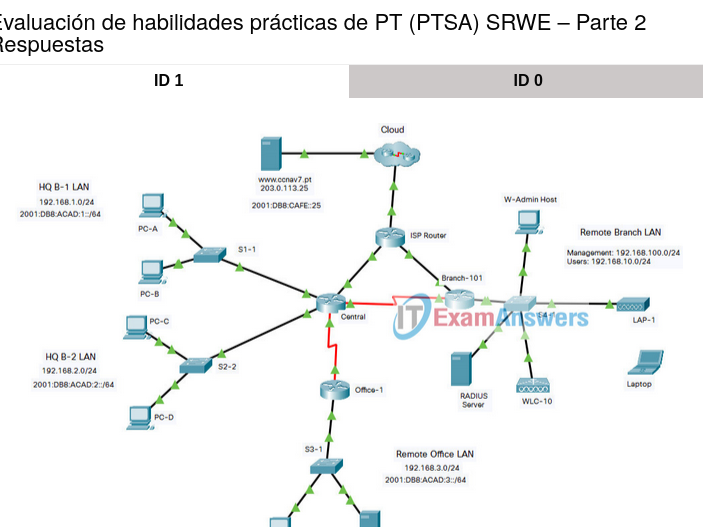 Evaluación de habilidades prácticas de PT (PTSA) SRWE – Parte 2
Respuestas
ID 1
ID 0
Cloud
www.ccnav7.pt
203.0.113.25
2001:DB8:CAFE::25
HQ B-1 LAN
192.168.1.0/24
2001:DB8:ACAD:1::/64
PC-A
S1-1
PC-B
ISP Router
W-Admin Host
Remote Branch LAN
Management: 192.168.100.0/24
Users: 192.168.10.0/24
Branch-101
Central
ITExamAnswers
LAP-1
PC-C
HQ B-2 LAN
192.168.2.0/24
2001:DB8:ACAD:2::/64
S2-2
PC-D
Office-1
RADIUS
Server
WLC-10
Laptop
S3-1
Remote Office LAN
192.168.3.0/24
2001:DB8:ACAD:3::/64